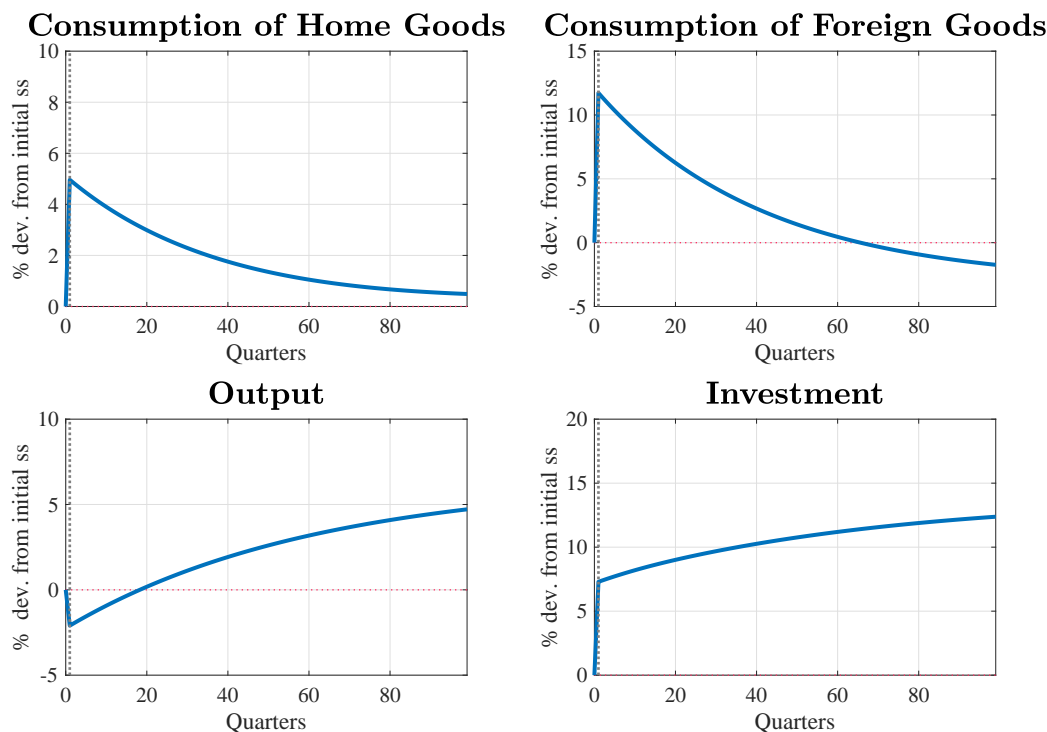 Consumption of Home Goods
% dev. from initial ss
10
8
6
4
2
0
0 20 40 60 80
Quarters
Consumption of Foreign Goods
% dev. from initial ss
15
10
5
0
-5
0 20 40 60 80
Quarters
Output
% dev. from initial ss
10
5
0
-5
0 20 40 60 80
Quarters
Investment
% dev. from initial ss
20
15
10
5
0
0 20 40 60 80
Quarters